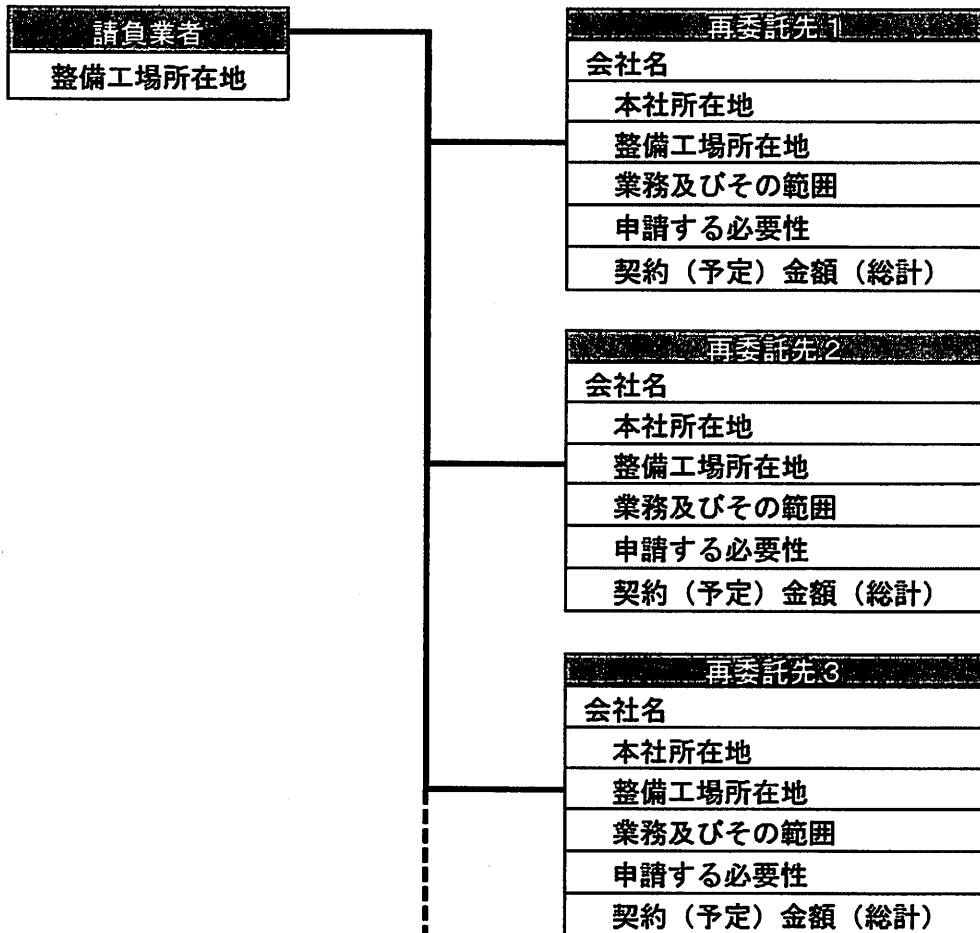 請負業者
整備工場所在地
再委託先1
会社名
本社所在地
整備工場所在地
業務及びその範囲
申請する必要性
契約（予定）金額（総計）
再委託先2
会社名
本社所在地
整備工場所在地
業務及びその範囲
申請する必要性
契約（予定）金額（総計）
再委託先3
会社名
本社所在地
整備工場所在地
業務及びその範囲
申請する必要性
契約（予定）金額（総計）